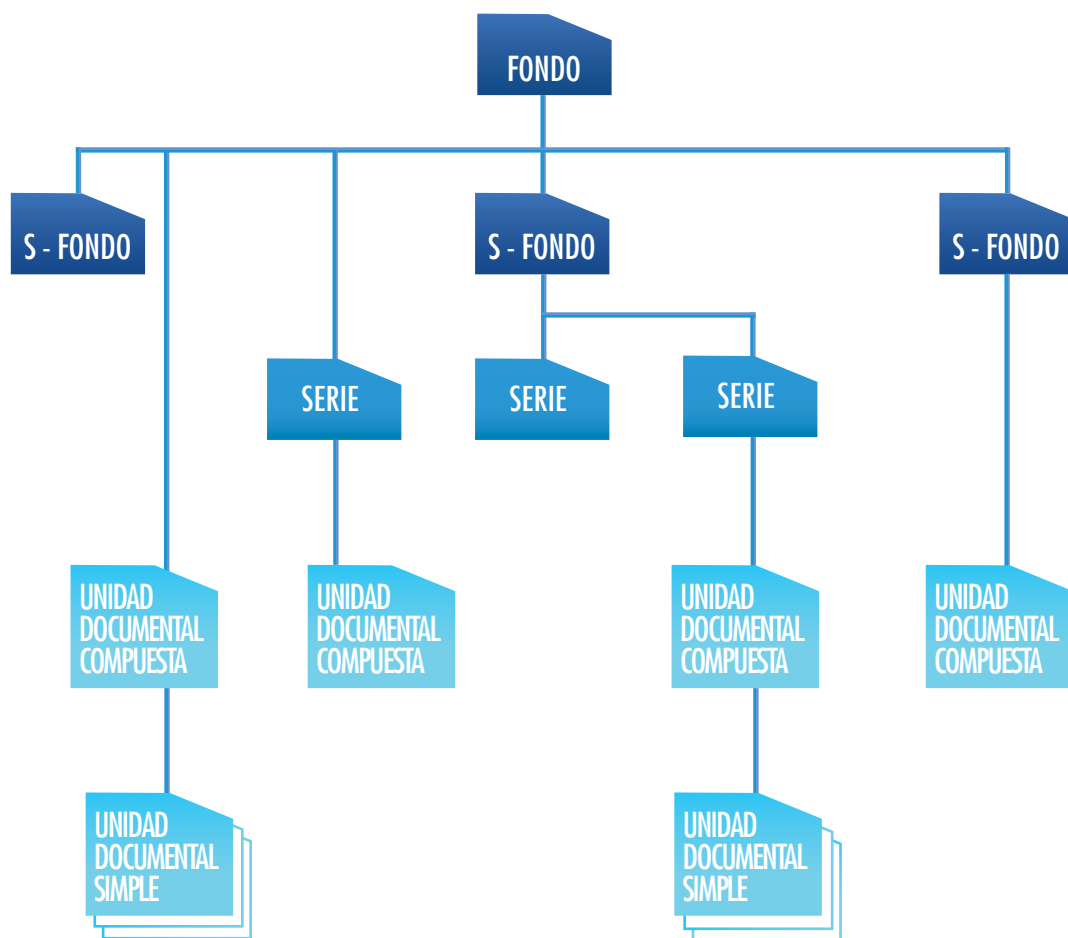 FONDO
S - FONDO
S - FONDO
S - FONDO
SERIE
SERIE
SERIE
UNIDAD
DOCUMENTAL
COMPUESTA
UNIDAD
DOCUMENTAL
COMPUESTA
UNIDAD
DOCUMENTAL
COMPUESTA
UNIDAD
DOCUMENTAL
COMPUESTA
UNIDAD
DOCUMENTAL
SIMPLE
UNIDAD
DOCUMENTAL
SIMPLE